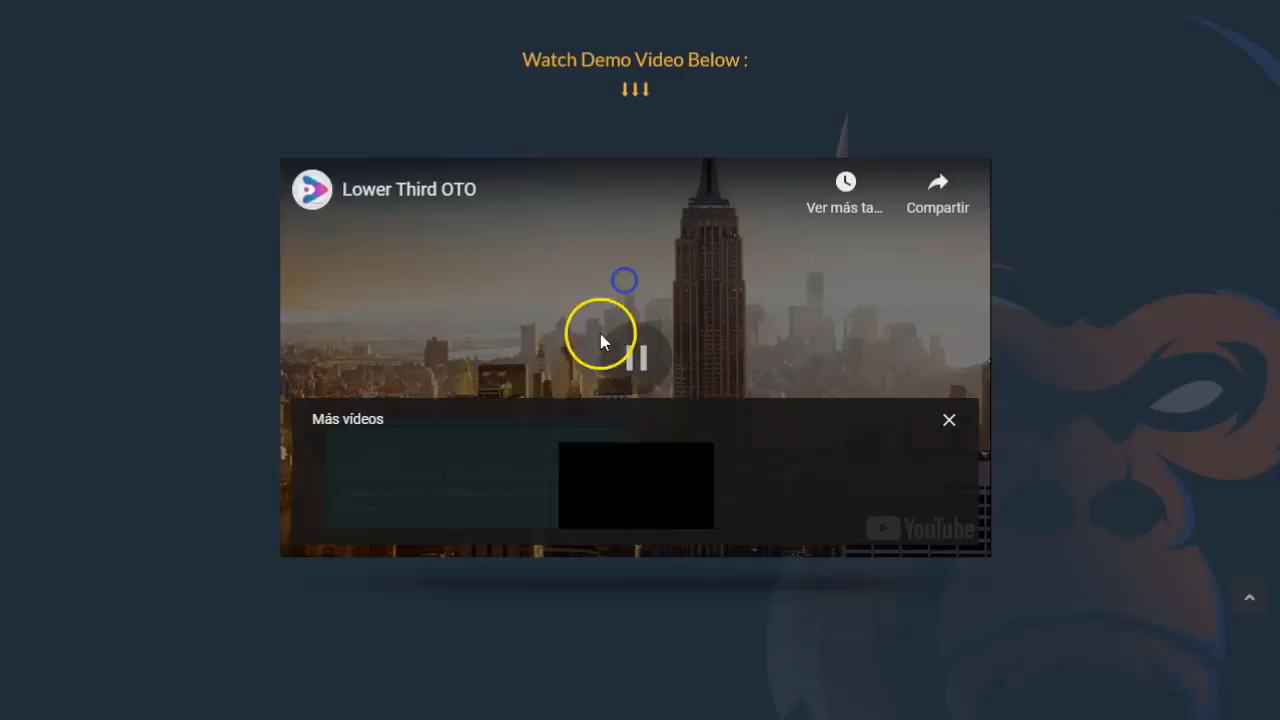 Watch Demo Video Below :
Lower Third OTO
Ver más ta...
Compartir
Más vídeos
YouTube